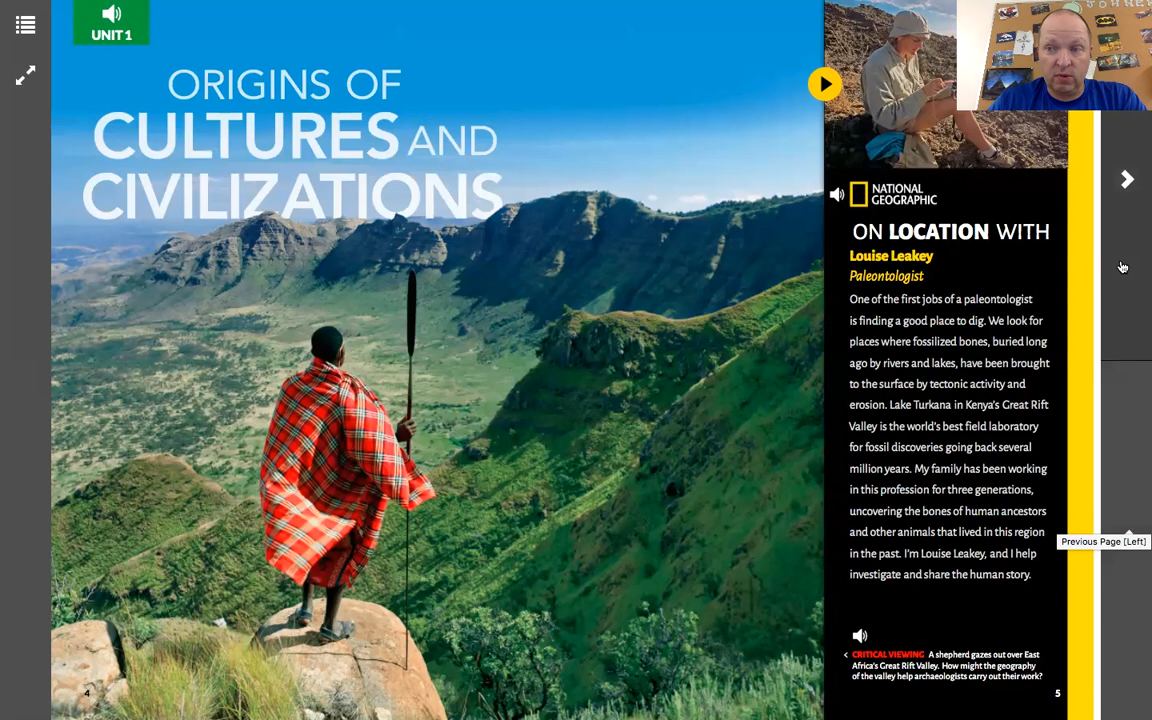 UNIT 1
ORIGINS OF
CULTURES AND
CIVILIZATIONS
NATIONAL
GEOGRAPHIC
ON LOCATION WITH
Louise Leakey
Paleontologist
One of the first jobs of a paleontologist
is finding a good place to dig. We look for
places where fossilized bones, buried long
ago by rivers and lakes, have been brought
to the surface by tectonic activity and
erosion. Lake Turkana in Kenya's Great Rift
Valley is the world's best field laboratory
for fossil discoveries going back several
million years. My family has been working
in this profession for three generations,
uncovering the bones of human ancestors
and other animals that lived in this region
in the past. I'm Louise Leakey, and I help
investigate and share the human story.
Previous Page [Left]
< CRITICAL VIEWING A shepherd gazes out over East
Africa's Great Rift Valley. How might the geography
of the valley help archaeologists carry out their work?
4
5